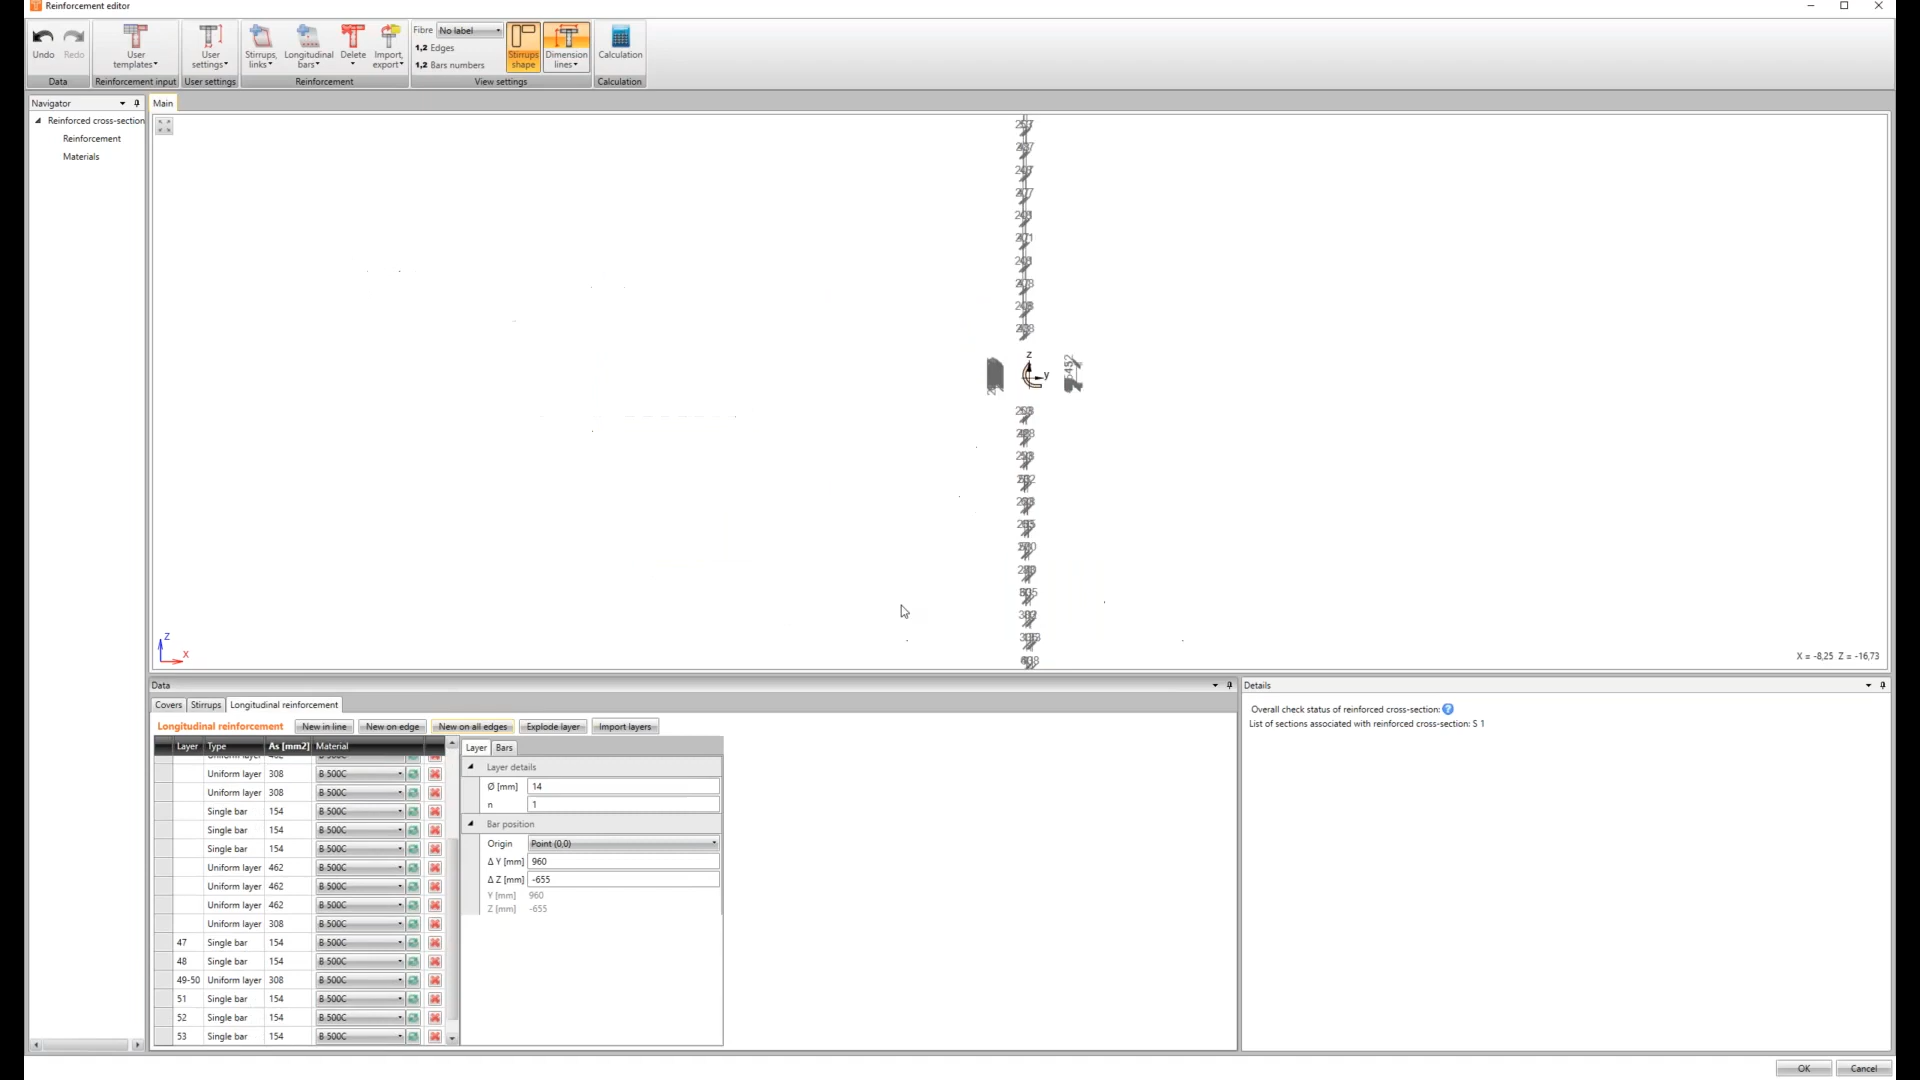 Reinforcement editor
Undo
Redo
Data
User templates
Reinforcement input
User settings
User settings
Stirrups, links
Longitudinal bars
Delete
Import, export
Reinforcement
Fibre No label
1,2 Edges
1,2 Bars numbers
Stirrups shape
Dimension lines
View settings
Calculation
Calculation
Navigator
Reinforced cross-section
Reinforcement
Materials
Main
z
y
Z
X
X = -8,25 Z = -16,73
Data
Covers Stirrups Longitudinal reinforcement
Longitudinal reinforcement New in line New on edge New on all edges Explode layer Import layers
Layer Type As [mm2] Material
Uniform layer 308 B 500C
Uniform layer 308 B 500C
Single bar 154 B 500C
Single bar 154 B 500C
Single bar 154 B 500C
Uniform layer 462 B 500C
Uniform layer 462 B 500C
Uniform layer 462 B 500C
Uniform layer 308 B 500C
47 Single bar 154 B 500C
48 Single bar 154 B 500C
49-50 Uniform layer 308 B 500C
51 Single bar 154 B 500C
52 Single bar 154 B 500C
53 Single bar 154 B 500C
Layer Bars
Layer details
Ø [mm] 14
n 1
Bar position
Origin Point (0,0)
Δ Y [mm] 960
Δ Z [mm] -655
Y [mm] 960
Z [mm] -655
Details
Overall check status of reinforced cross-section: ?
List of sections associated with reinforced cross-section: S 1
OK
Cancel